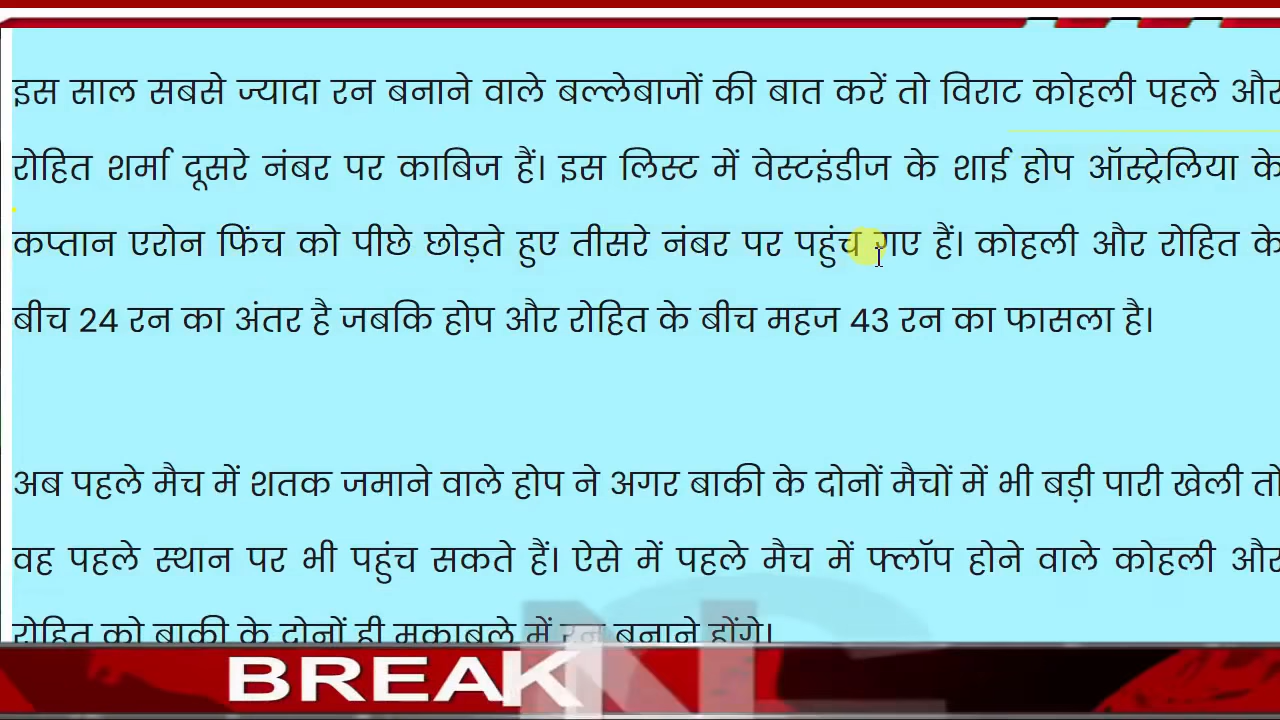 इस साल सबसे ज्यादा रन बनाने वाले बल्लेबाजों की बात करें तो विराट कोहली पहले और
रोहित शर्मा दूसरे नंबर पर काबिज हैं। इस लिस्ट में वेस्टइंडीज के शाई होप ऑस्ट्रेलिया के
कप्तान एरोन फिंच को पीछे छोड़ते हुए तीसरे नंबर पर पहुंच गए हैं। कोहली और रोहित के
बीच 24 रन का अंतर है जबकि होप और रोहित के बीच महज 43 रन का फासला है।
अब पहले मैच में शतक जमाने वाले होप ने अगर बाकी के दोनों मैचों में भी बड़ी पारी खेली तो
वह पहले स्थान पर भी पहुंच सकते हैं। ऐसे में पहले मैच में फ्लॉप होने वाले कोहली और
रोहित को बाकी के दोनों ही मुकाबले में रन बनाने होंगे।
BREAK